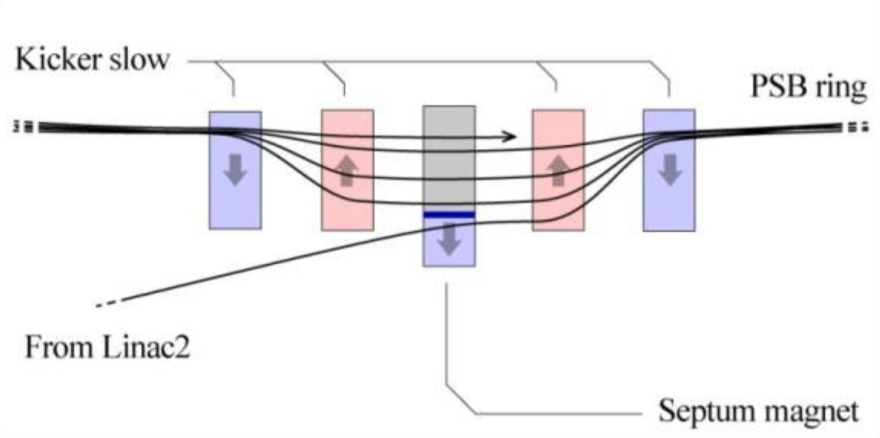 Kicker slow
PSB ring
From Linac2
Septum magnet